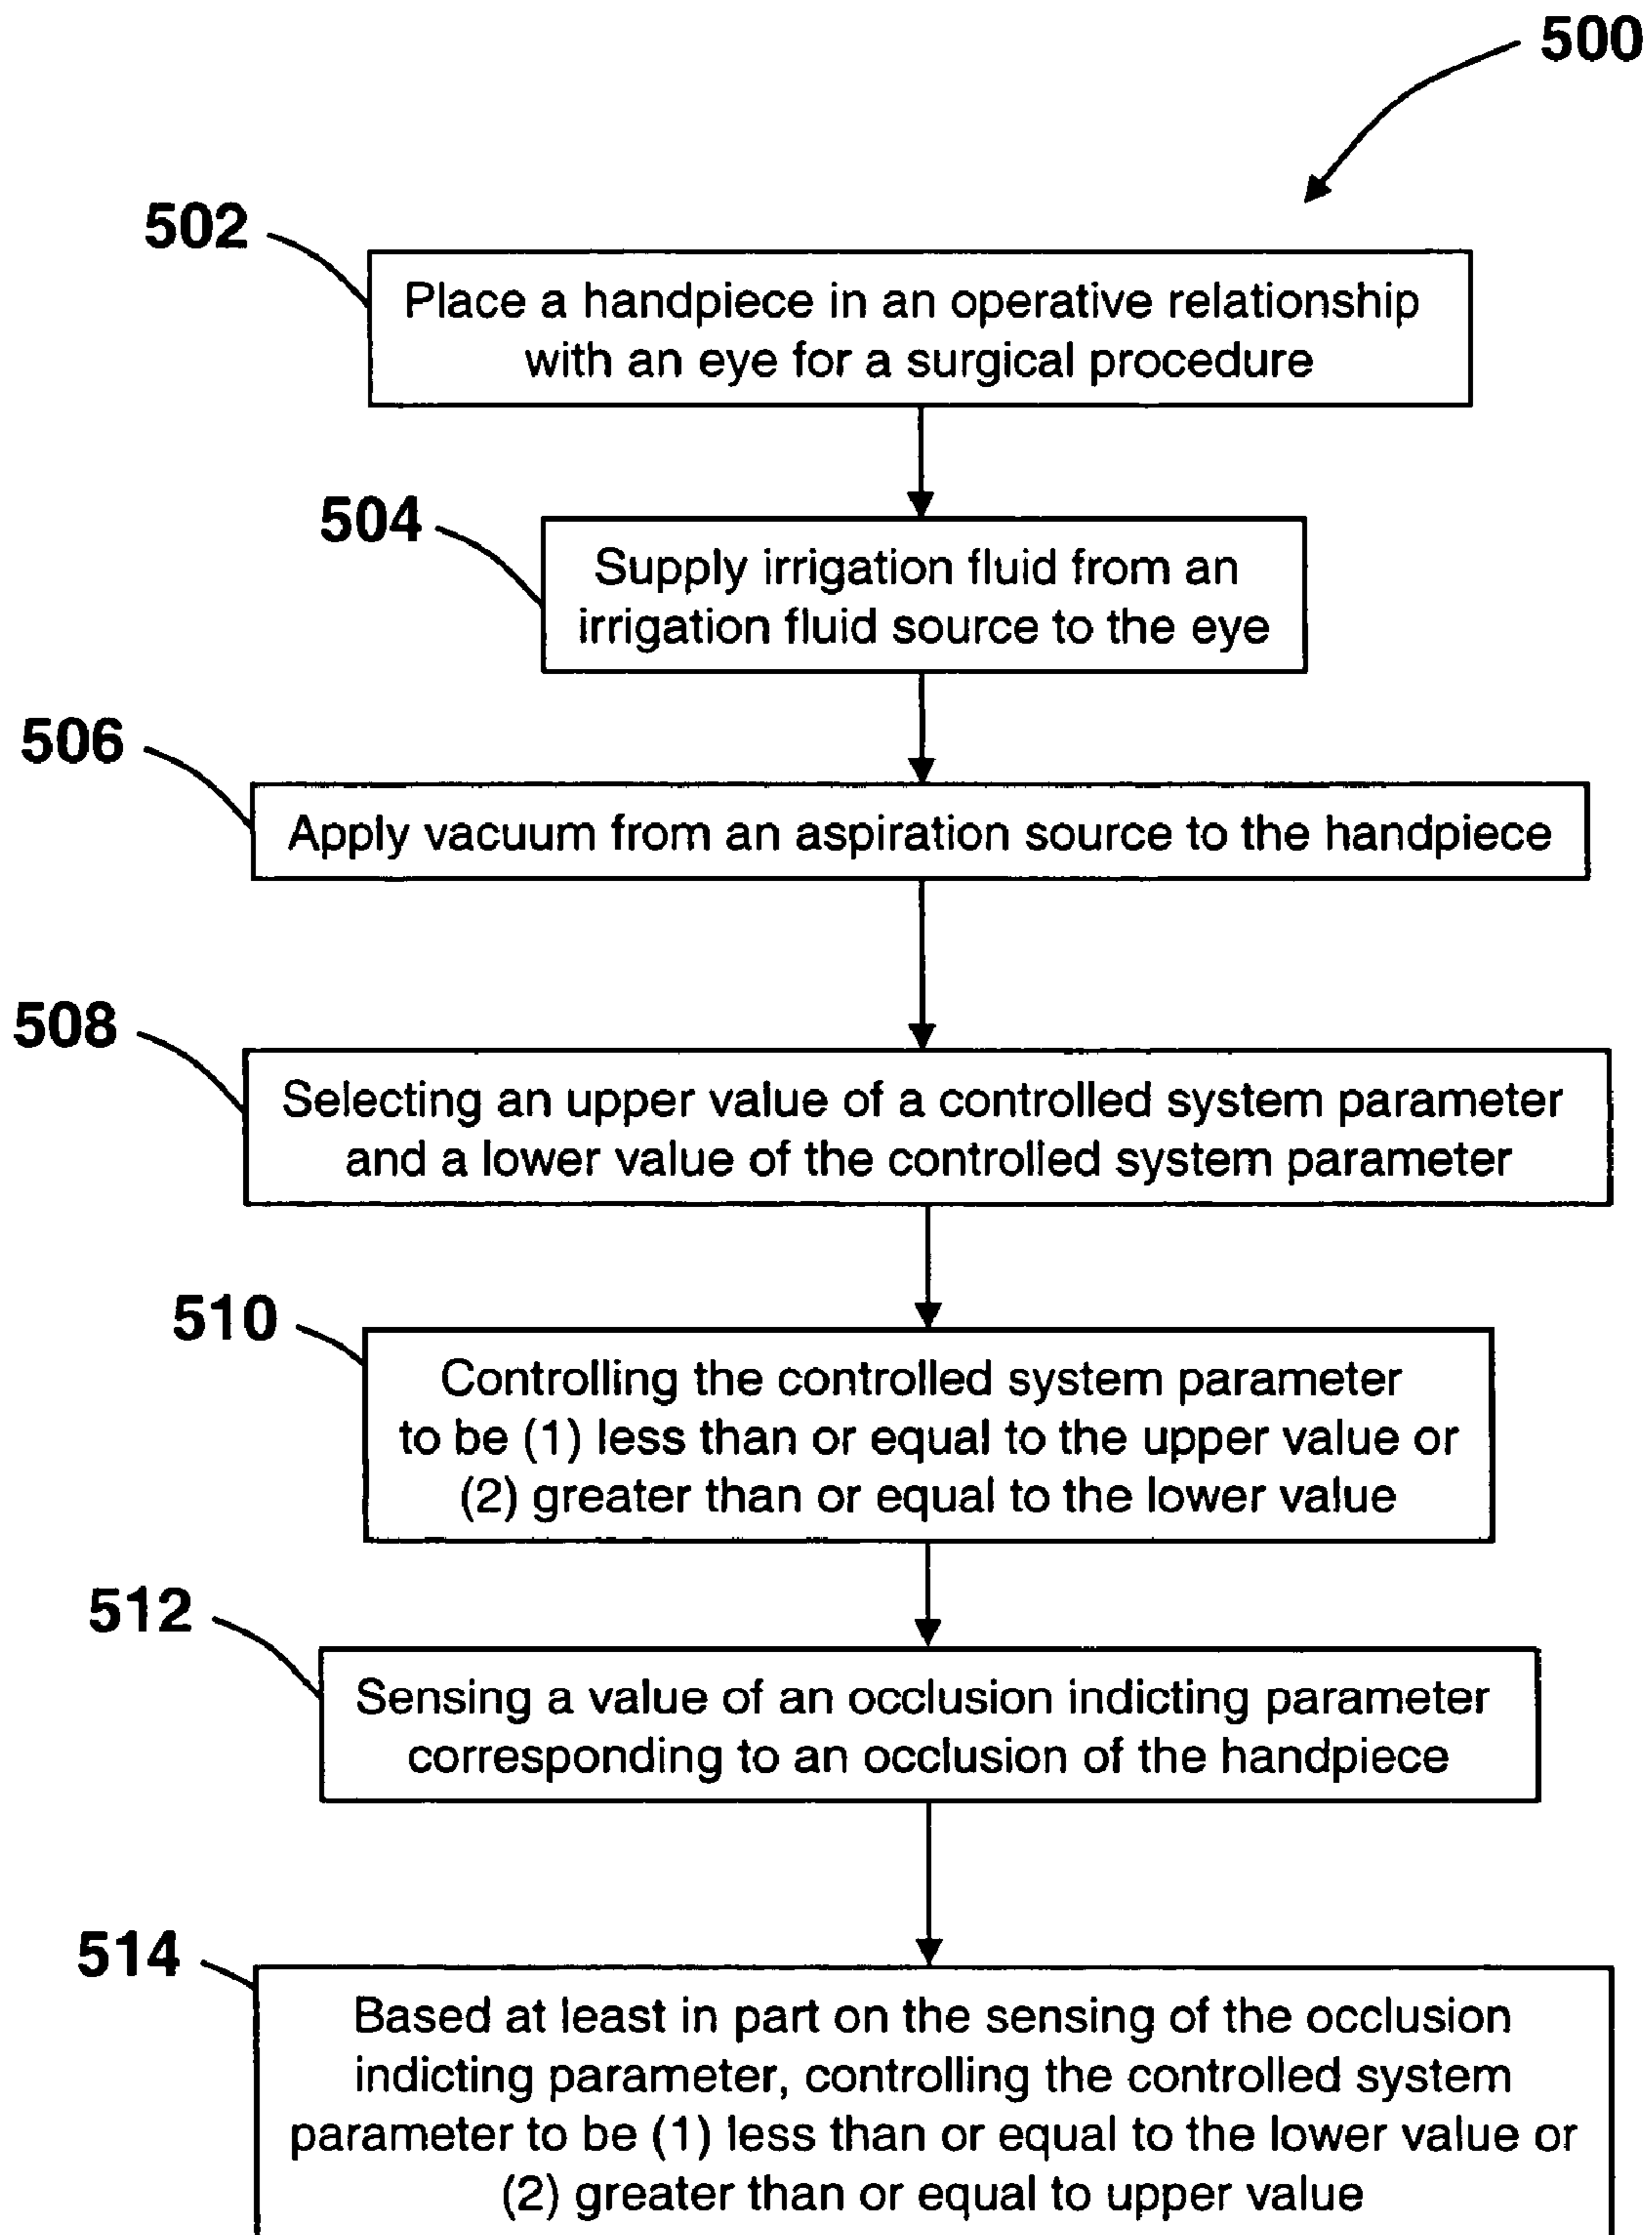 500
502
Place a handpiece in an operative relationship
with an eye for a surgical procedure
504
Supply irrigation fluid from an
irrigation fluid source to the eye
506
Apply vacuum from an aspiration source to the handpiece
508
Selecting an upper value of a controlled system parameter
and a lower value of the controlled system parameter
510
Controlling the controlled system parameter
to be (1) less than or equal to the upper value or
(2) greater than or equal to the lower value
512
Sensing a value of an occlusion indicting parameter
corresponding to an occlusion of the handpiece
514
Based at least in part on the sensing of the occlusion
indicting parameter, controlling the controlled system
parameter to be (1) less than or equal to the lower value or
(2) greater than or equal to upper value